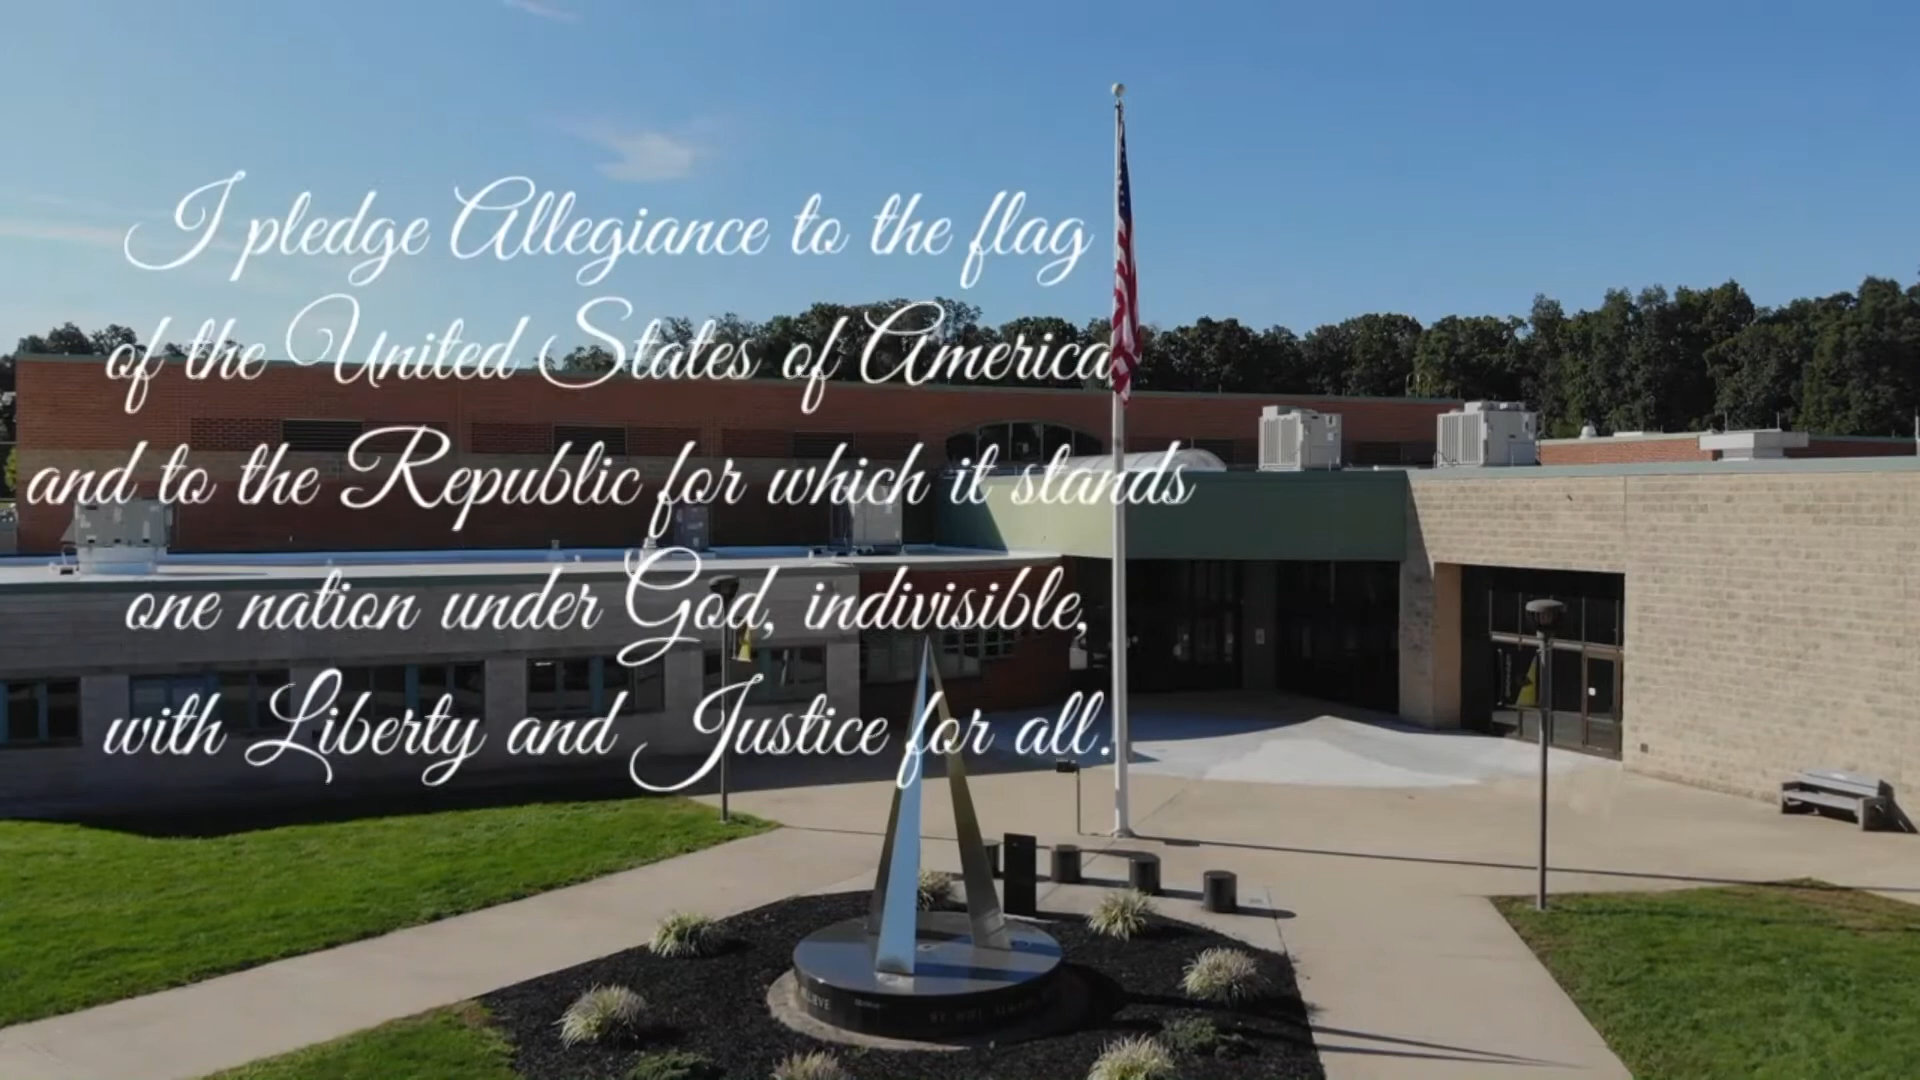 I pledge Allegiance to the flag
of the United States of America
and to the Republic for which it stands
one nation under God, indivisible,
with Liberty and Justice for all.